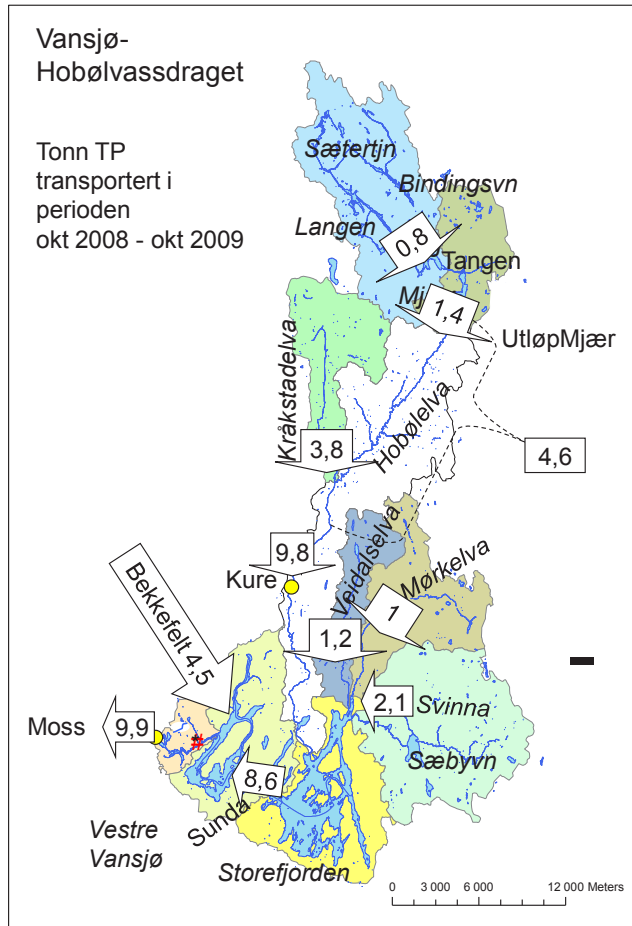 Vansjø-
Hobølvassdraget
Tonn TP
transportert i
perioden
okt 2008 - okt 2009
Sætertjn
Bindingsvn
Langen
0,8
Tangen
Mj
1,4
UtløpMjær
Kråkstadelva
Hobølelva
3,8
4,6
9,8
Kure
Veidalselva
Mørkelva
1
1,2
Bekkefelt 4,5
2,1
Svinna
Moss
9,9
Sæbyvn
8,6
Sunda
Vestre
Vansjø
Storefjorden
0 3 000 6 000 12 000 Meters